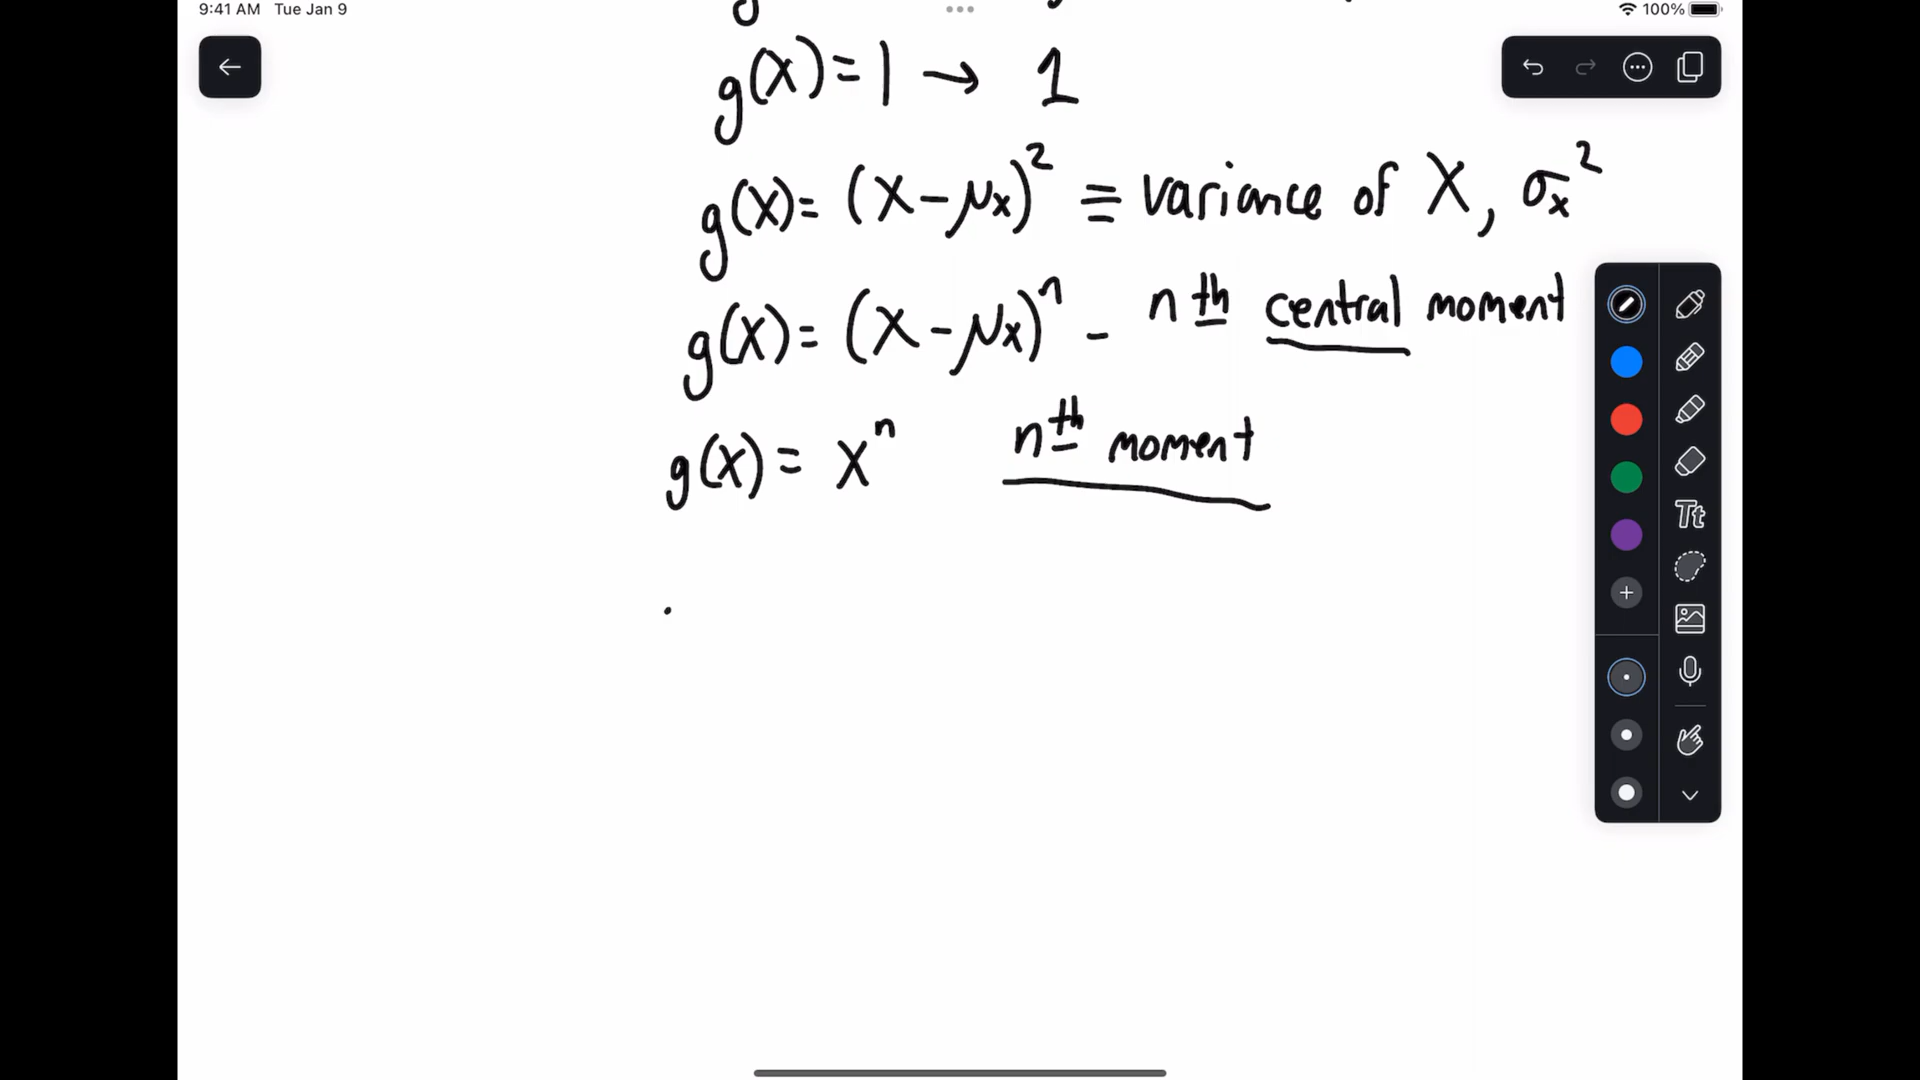 9:41 AM Tue Jan 9
100%
g(X) = 1 → 1
g(X) = (X - μx)² ≡ variance of X, σx²
g(X) = (X - μx)ⁿ - nth central moment
g(X) = Xⁿ nth moment
Tt